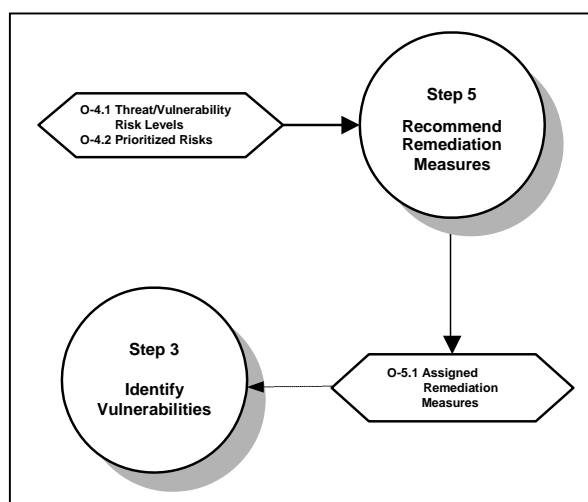 O-4.1 Threat/Vulnerability
Risk Levels
O-4.2 Prioritized Risks
Step 5
Recommend
Remediation
Measures
Step 3
Identify
Vulnerabilities
O-5.1 Assigned
Remediation
Measures